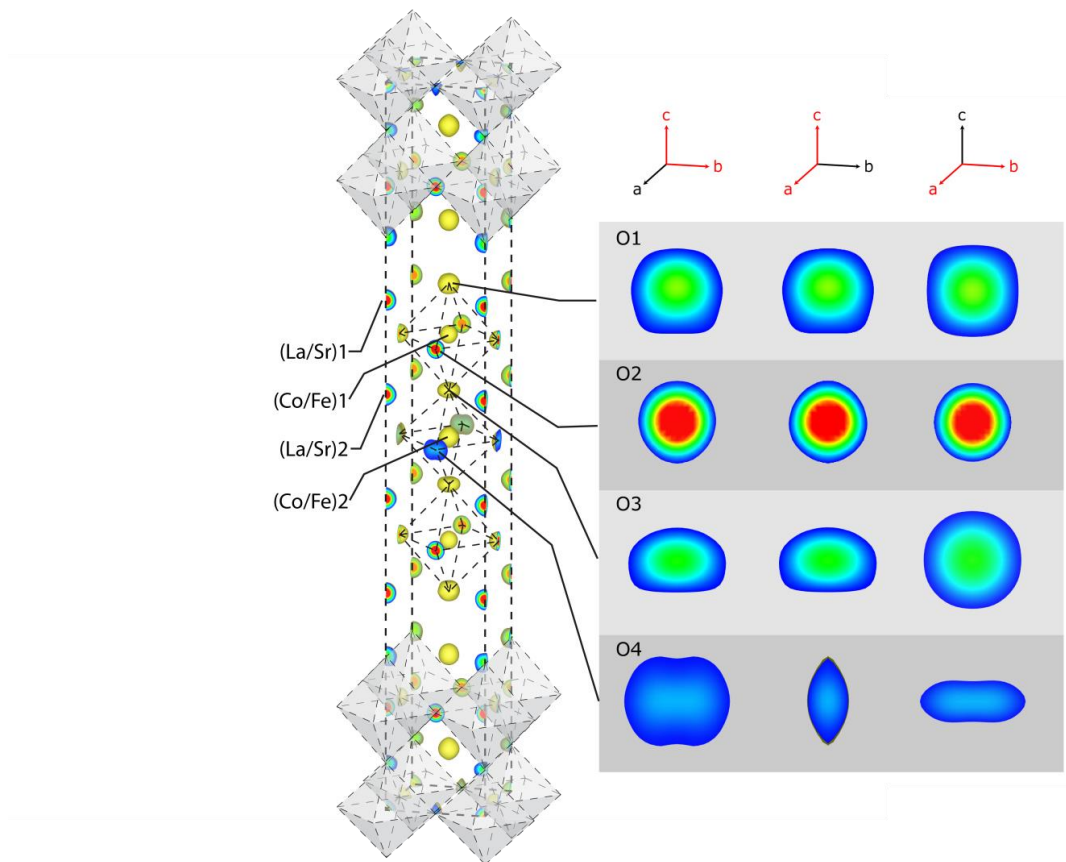 c
c
c
a
b
a
b
a
b
O1
(La/Sr)1
O2
(Co/Fe)1
(La/Sr)2
(Co/Fe)2
O3
O4